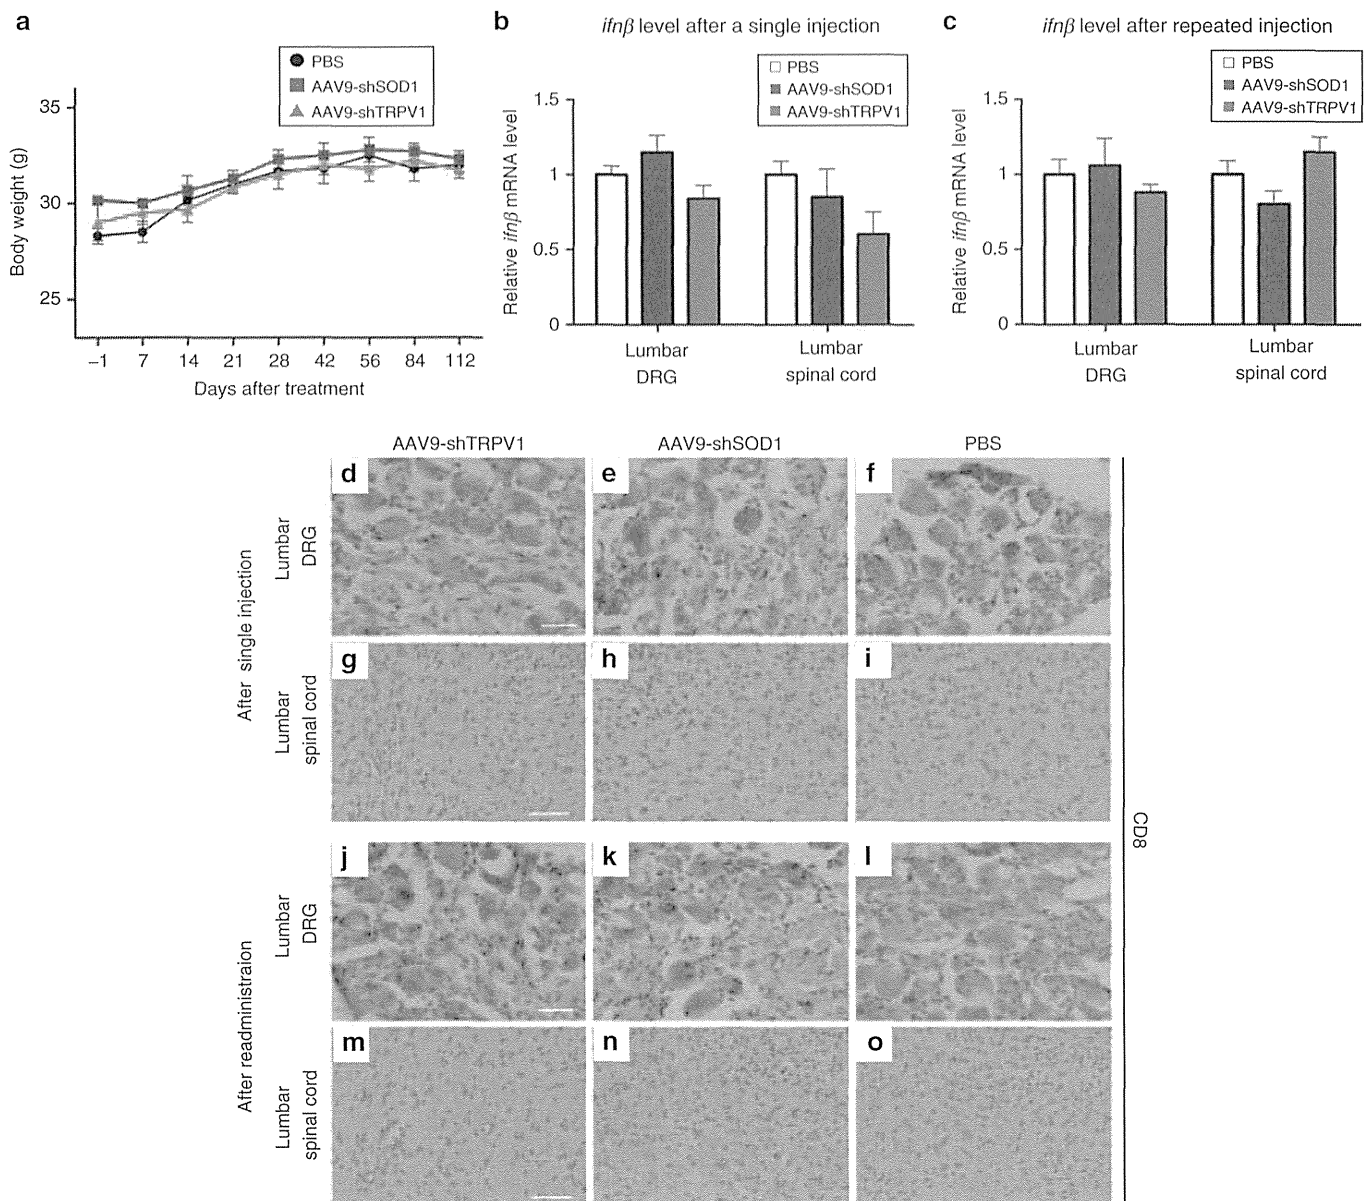 a
PBS
AAV9-shSOD1
AAV9-shTRPV1
35
30
25
Body weight (g)
–1 7 14 21 28 42 56 84 112
Days after treatment
b
ifnβ level after a single injection
PBS
AAV9-shSOD1
AAV9-shTRPV1
1.5
1
0.5
0
Relative ifnβ mRNA level
Lumbar DRG
Lumbar spinal cord
c
ifnβ level after repeated injection
PBS
AAV9-shSOD1
AAV9-shTRPV1
1.5
1
0.5
0
Relative ifnβ mRNA level
Lumbar DRG
Lumbar spinal cord
AAV9-shTRPV1 AAV9-shSOD1 PBS
After single injection
Lumbar DRG
d e f
Lumbar spinal cord
g h i
CD8
After readministraion
Lumbar DRG
j k l
Lumbar spinal cord
m n o